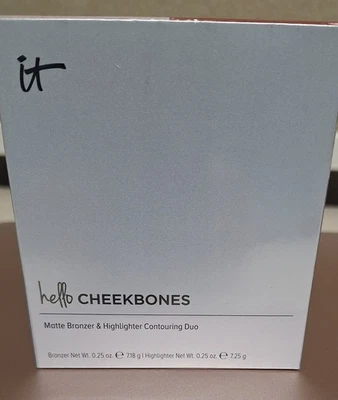 it
hello CHEEKBONES
Matte Bronzer & Highlighter Contouring Duo
Bronzer Net Wt. 0.25 oz. ℮ 7.18 g | Highlighter Net Wt. 0.25 oz. ℮ 7.25 g